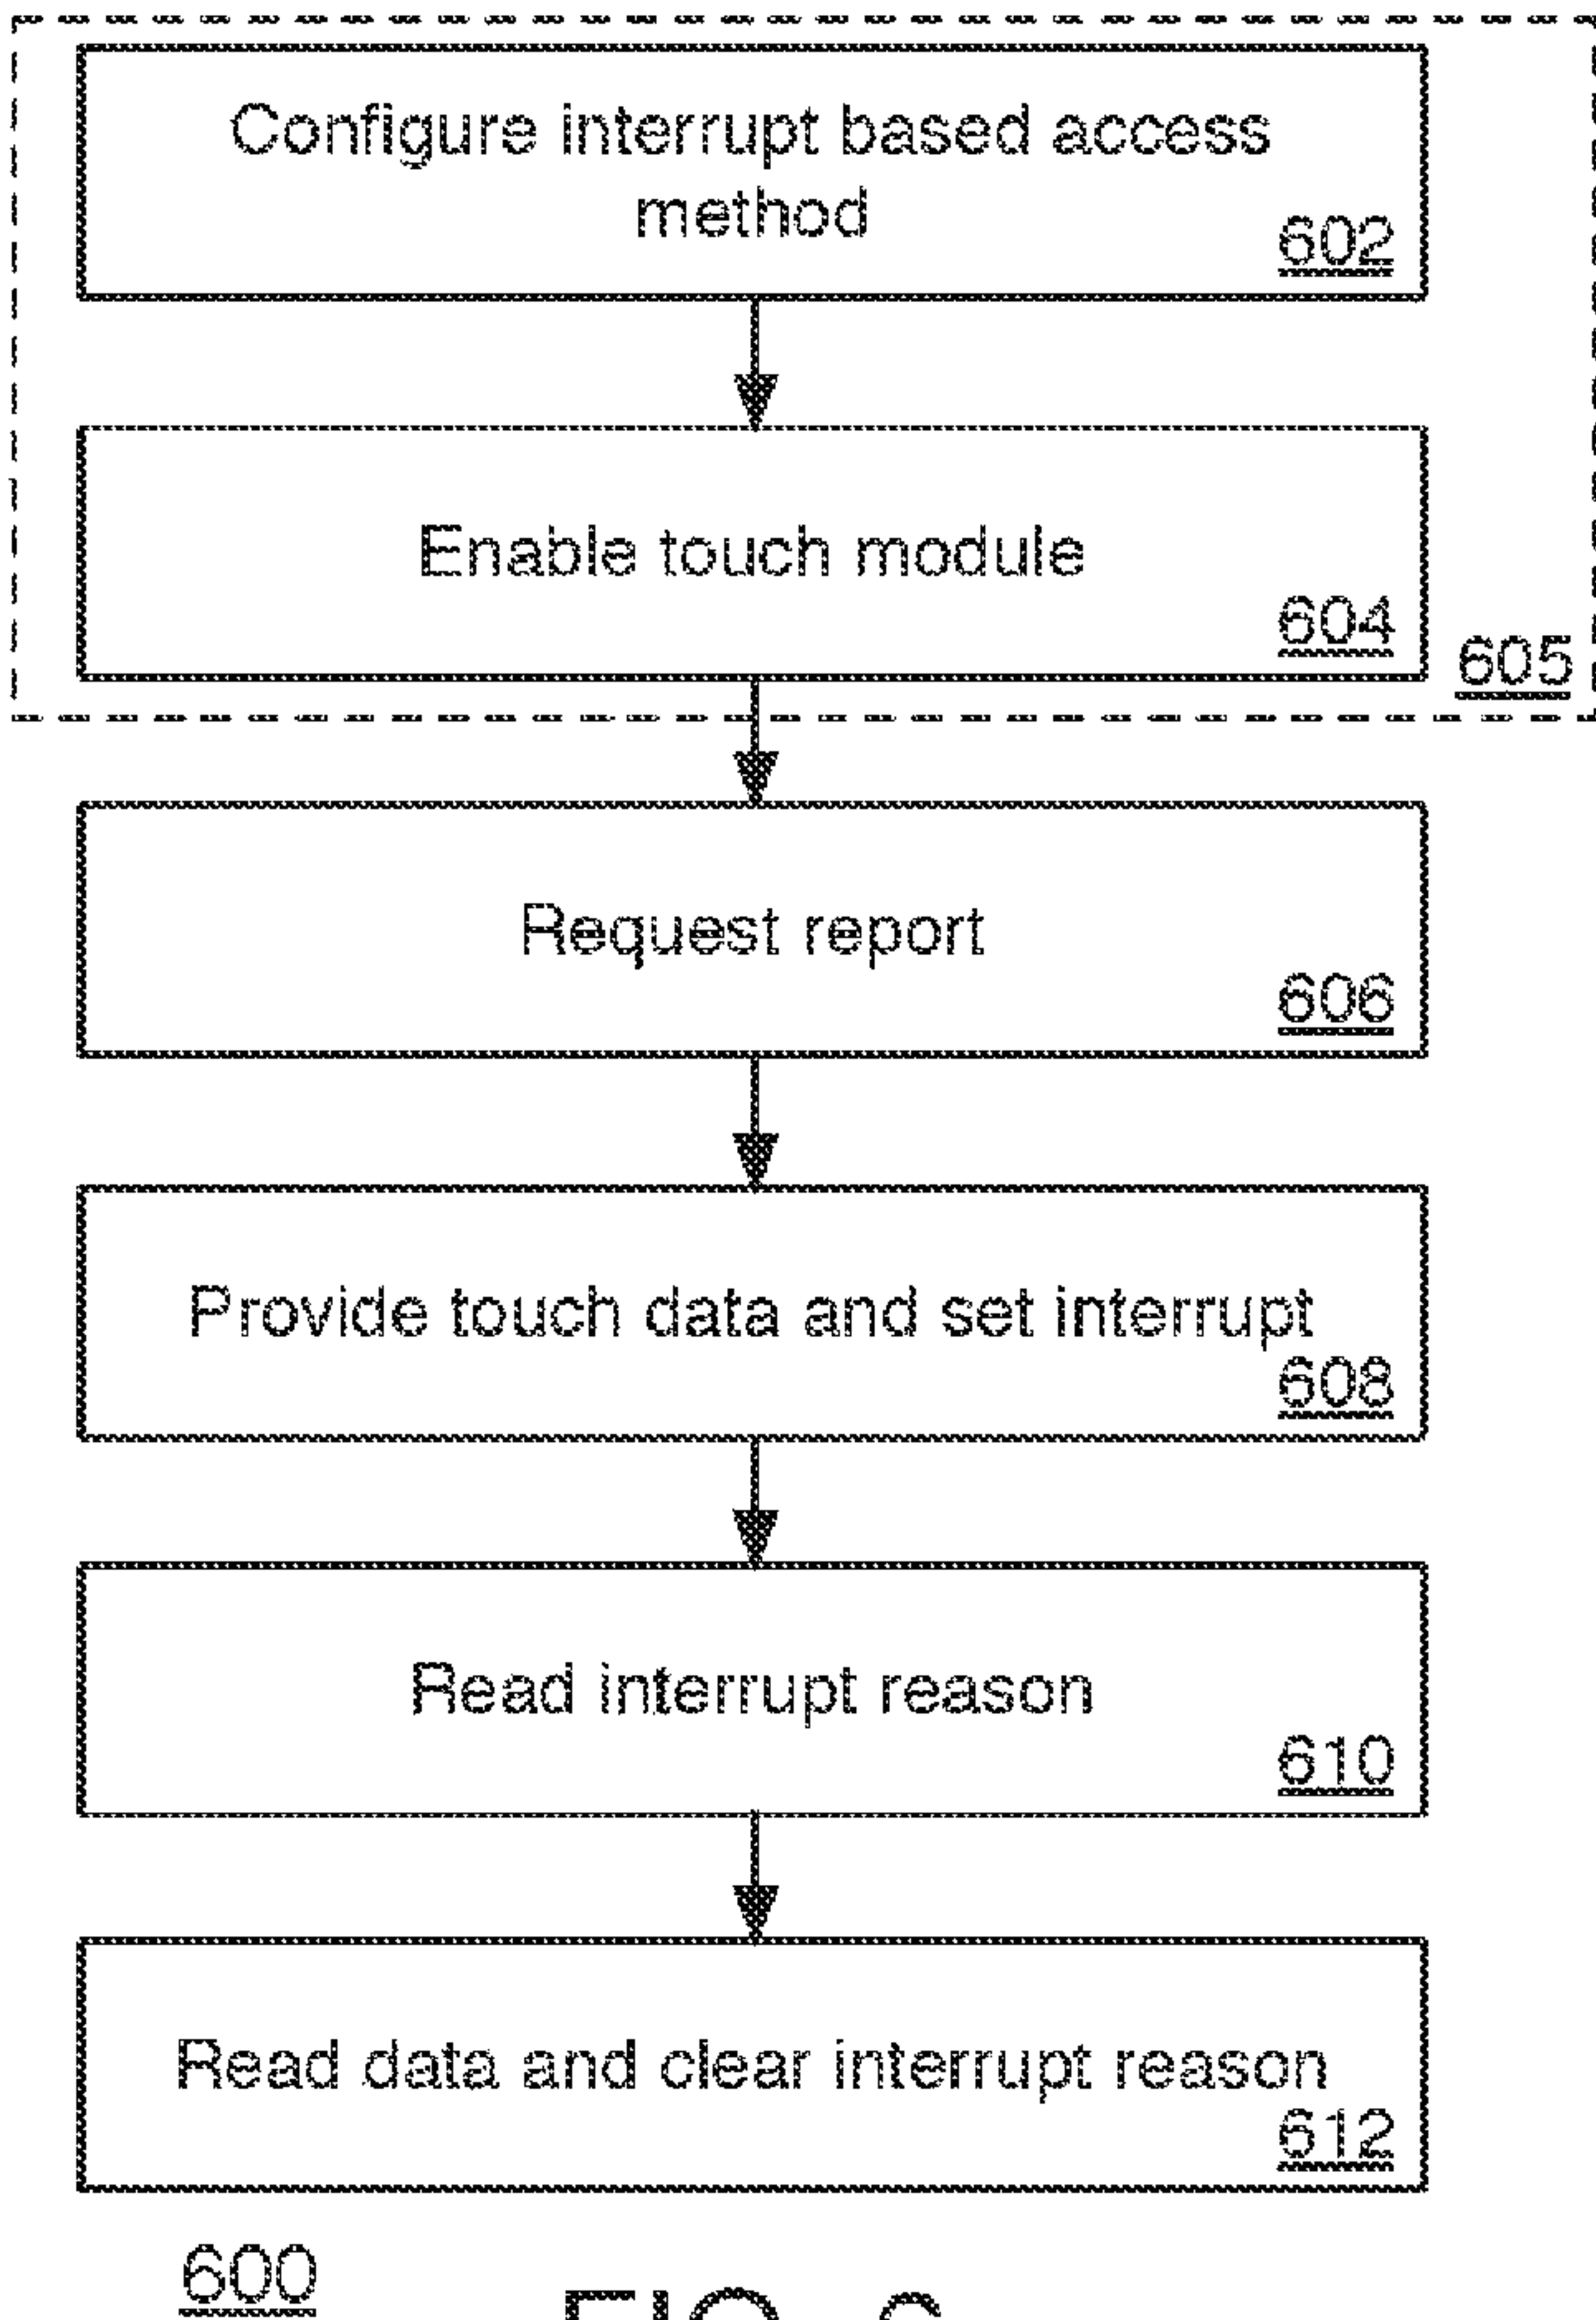 Configure interrupt based access
method
602
Enable touch module
604
605
Request report
606
Provide touch data and set interrupt
608
Read interrupt reason
610
Read data and clear interrupt reason
612
600